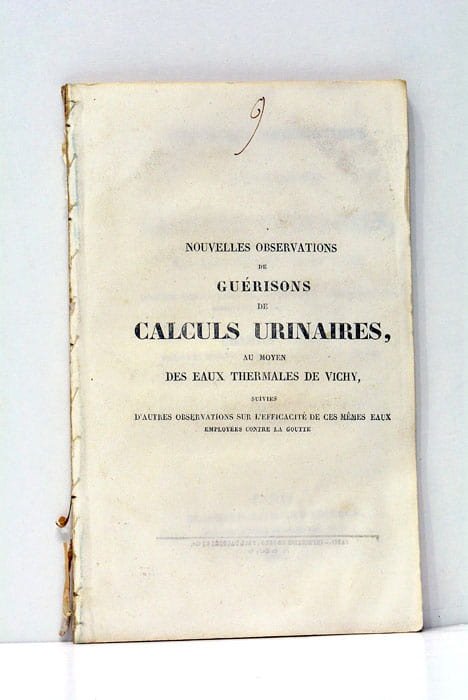 9
NOUVELLES OBSERVATIONS
DE
GUÉRISONS
DE
CALCULS URINAIRES,
AU MOYEN
DES EAUX THERMALES DE VICHY,
SUIVIES
D'AUTRES OBSERVATIONS SUR L'EFFICACITÉ DE CES MÊMES EAUX
EMPLOYÉES CONTRE LA GOUTTE